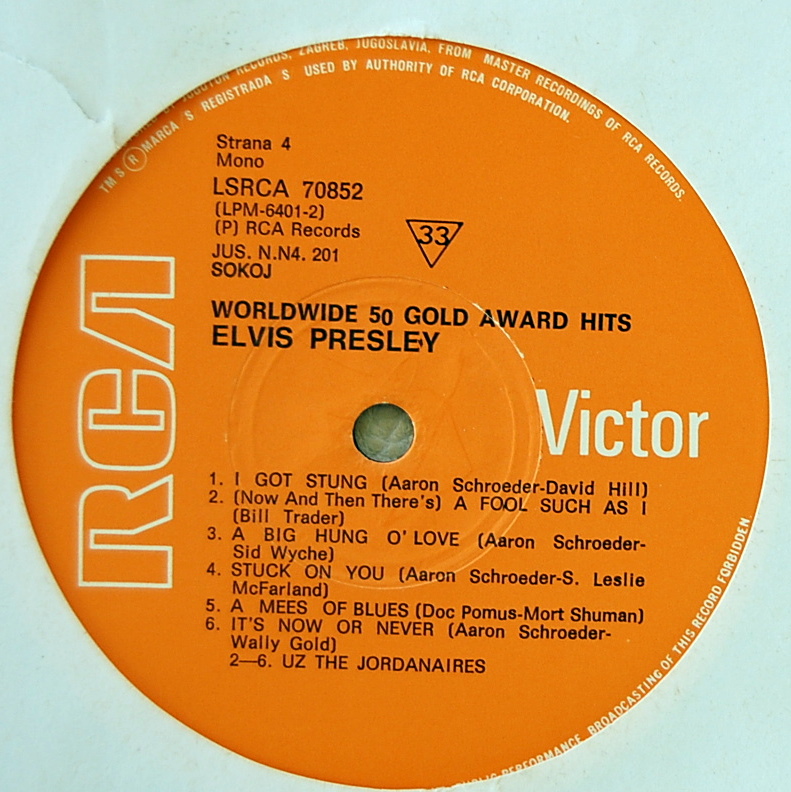 JUGOTON RECORDS, ZAGREB, JUGOSLAVIA, FROM MASTER RECORDINGS OF RCA RECORDS.
TM S ® MARCA S REGISTRADA S USED BY AUTHORITY OF RCA CORPORATION.
Strana 4
Mono
LSRCA 70852
(LPM-6401-2)
(P) RCA Records
33
JUS. N.N4. 201
SOKOJ
WORLDWIDE 50 GOLD AWARD HITS
ELVIS PRESLEY
RCA
Victor
1. I GOT STUNG (Aaron Schroeder-David Hill)
2. (Now And Then There's) A FOOL SUCH AS I
(Bill Trader)
3. A BIG HUNG O' LOVE (Aaron Schroeder-
Sid Wyche)
4. STUCK ON YOU (Aaron Schroeder-S. Leslie
McFarland)
5. A MEES OF BLUES (Doc Pomus-Mort Shuman)
6. IT'S NOW OR NEVER (Aaron Schroeder-
Wally Gold)
2—6. UZ THE JORDANAIRES
PUBLIC PERFORMANCE, BROADCASTING OF THIS RECORD FORBIDDEN.